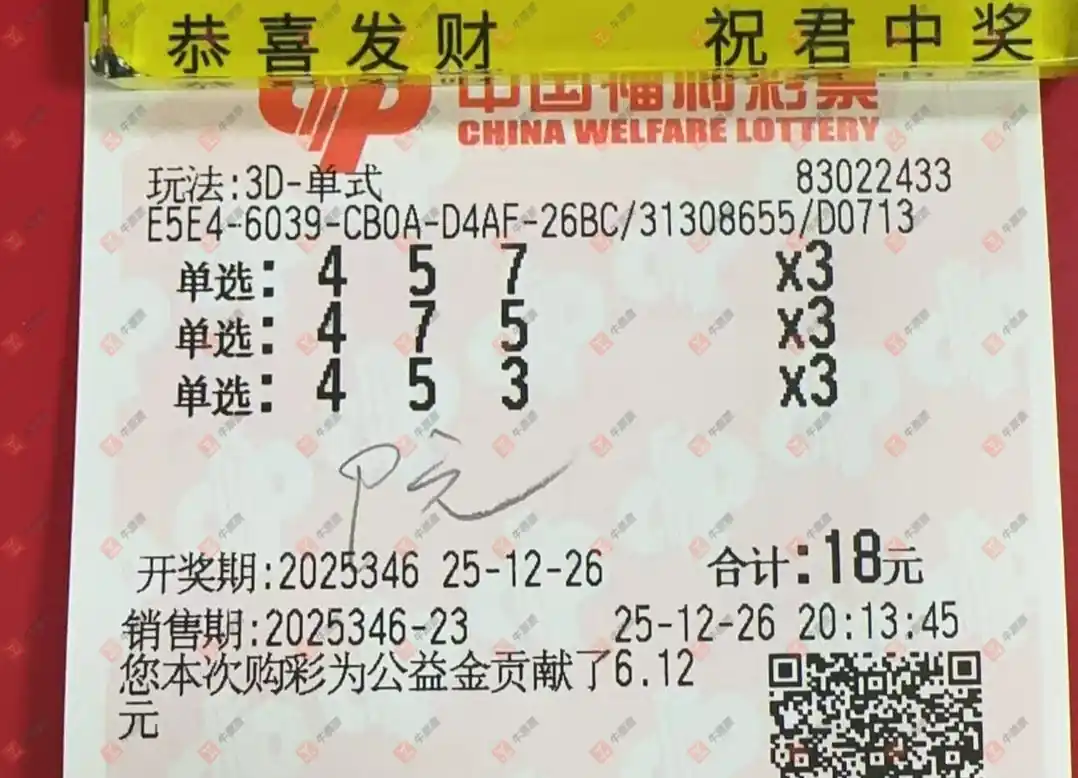 恭喜发财 祝君中奖
中国福利彩票
CHINA WELFARE LOTTERY
玩法:3D-单式 83022433
E5E4-6039-CB0A-D4AF-26BC/31308655/D0713
单选: 4 5 7 x3
单选: 4 7 5 x3
单选: 4 5 3 x3
开奖期:2025346 25-12-26 合计:18元
销售期:2025346-23 25-12-26 20:13:45
您本次购彩为公益金贡献了6.12
元